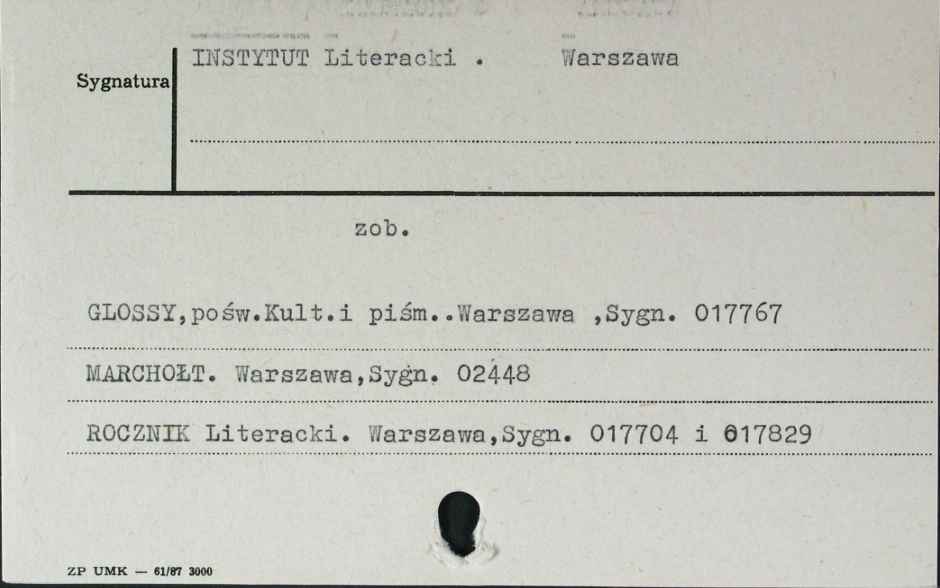 INSTYTUT Literacki . Warszawa
Sygnatura
zob.
GLOSSY,pośw.Kult.i piśm..Warszawa ,Sygn. 017767
MARCHOŁT. Warszawa,Sygn. 02448
ROCZNIK Literacki. Warszawa,Sygn. 017704 i 017829
ZP UMK — 61/87 3000